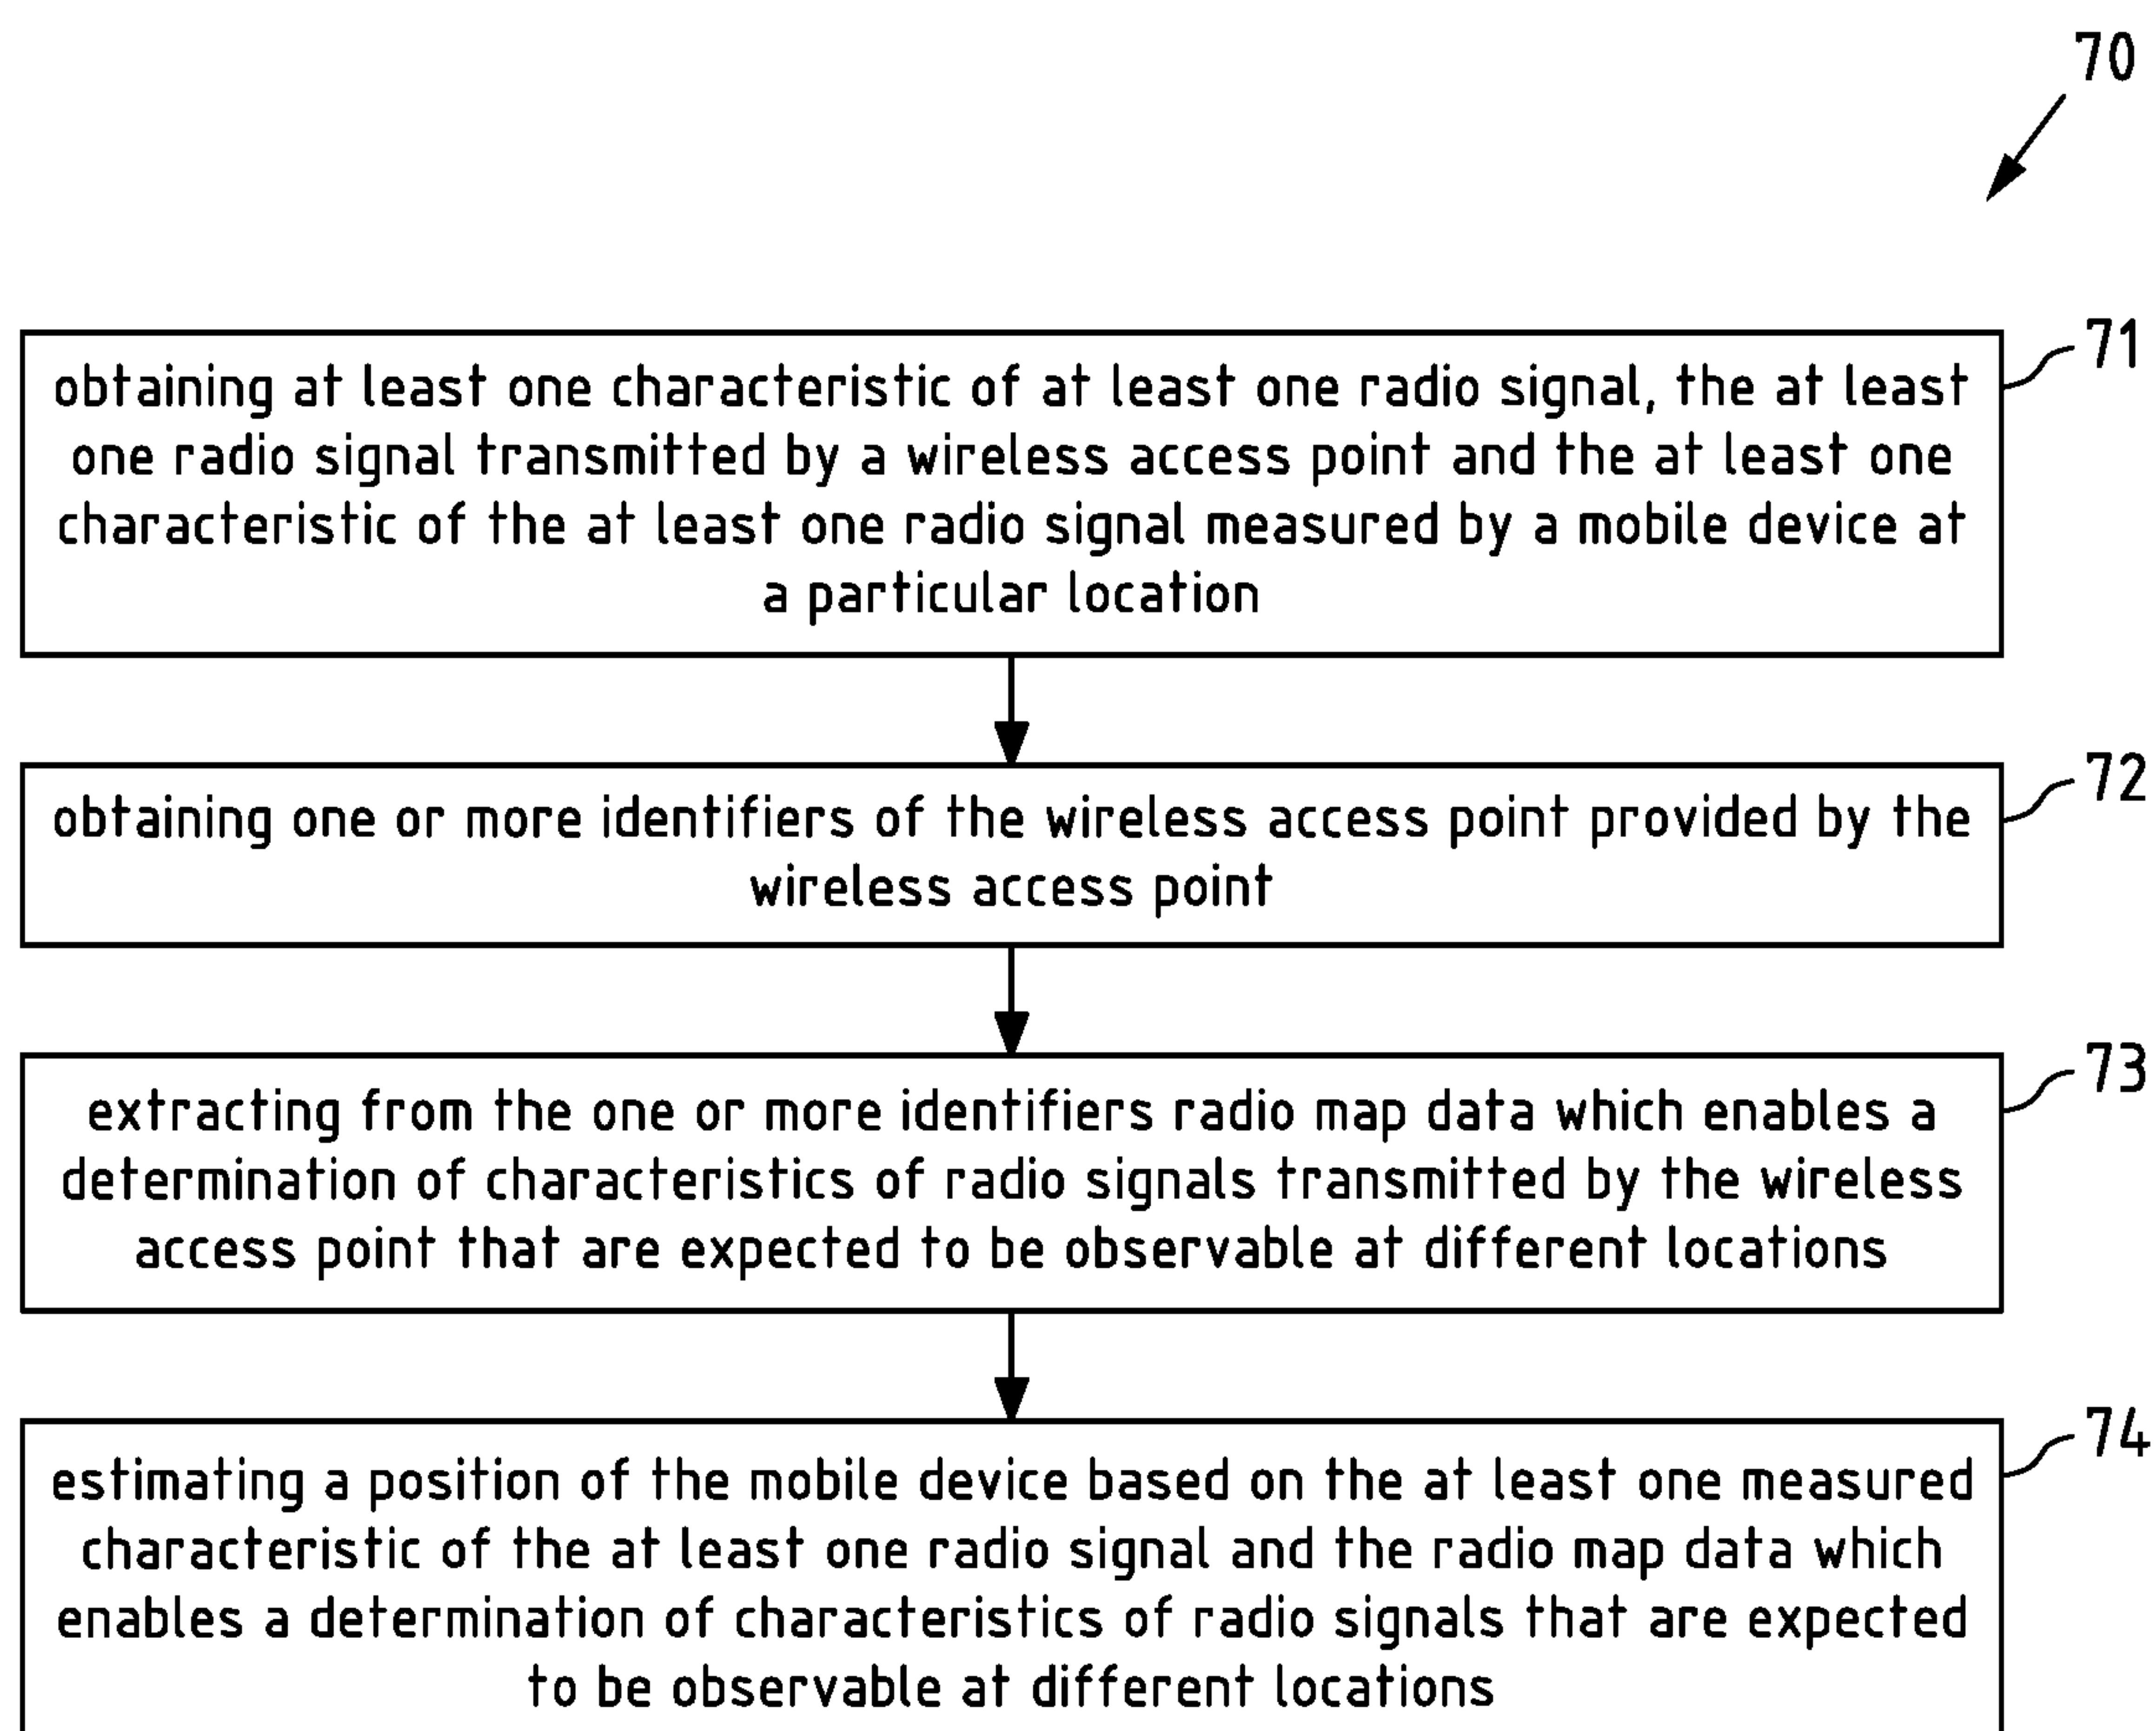 70
71
obtaining at least one characteristic of at least one radio signal, the at least
one radio signal transmitted by a wireless access point and the at least one
characteristic of the at least one radio signal measured by a mobile device at
a particular location
72
obtaining one or more identifiers of the wireless access point provided by the
wireless access point
73
extracting from the one or more identifiers radio map data which enables a
determination of characteristics of radio signals transmitted by the wireless
access point that are expected to be observable at different locations
74
estimating a position of the mobile device based on the at least one measured
characteristic of the at least one radio signal and the radio map data which
enables a determination of characteristics of radio signals that are expected
to be observable at different locations